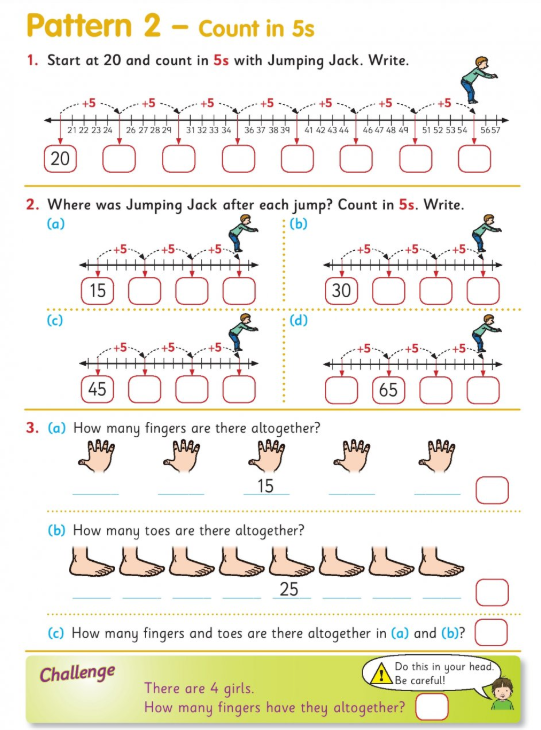 Pattern 2 – Count in 5s
1. Start at 20 and count in 5s with Jumping Jack. Write.
+5 +5 +5 +5 +5 +5 +5
21 22 23 24 26 27 28 29 31 32 33 34 36 37 38 39 41 42 43 44 46 47 48 49 51 52 53 54 56 57
20
2. Where was Jumping Jack after each jump? Count in 5s. Write.
(a) (b)
+5 +5 +5 +5 +5 +5
15 30
(c) (d)
+5 +5 +5 +5 +5 +5
45 65
3. (a) How many fingers are there altogether?
15
(b) How many toes are there altogether?
25
(c) How many fingers and toes are there altogether in (a) and (b)?
Challenge
Do this in your head.
Be careful!
There are 4 girls.
How many fingers have they altogether?